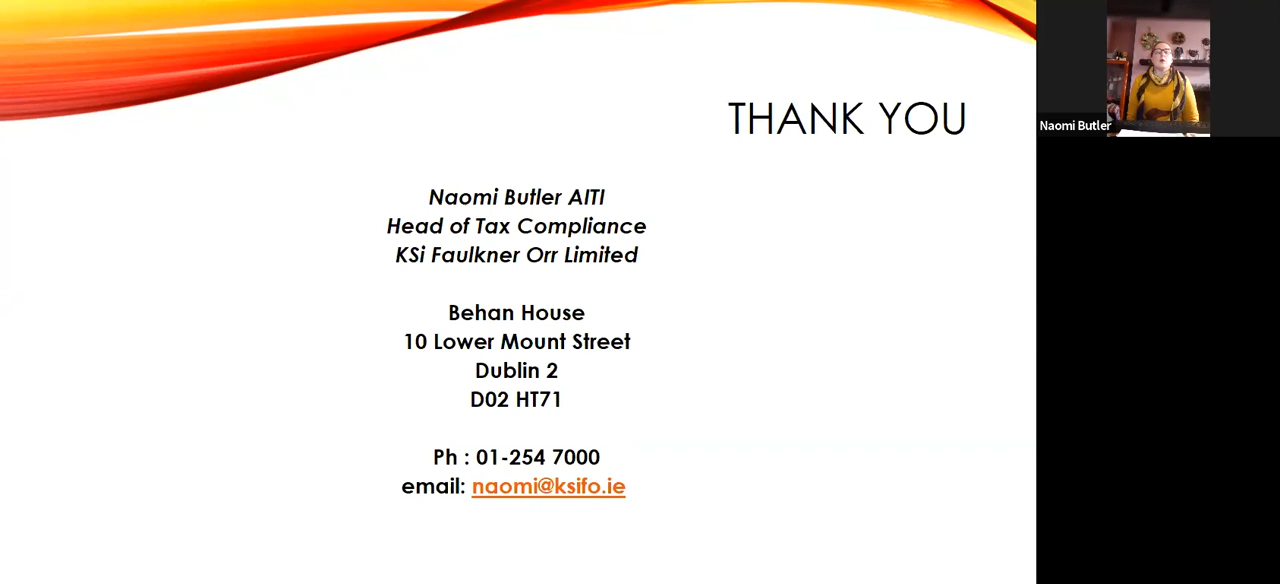 THANK YOU
Naomi Butler AITI
Head of Tax Compliance
KSi Faulkner Orr Limited
Behan House
10 Lower Mount Street
Dublin 2
D02 HT71
Ph : 01-254 7000
email: naomi@ksifo.ie
Naomi Butler